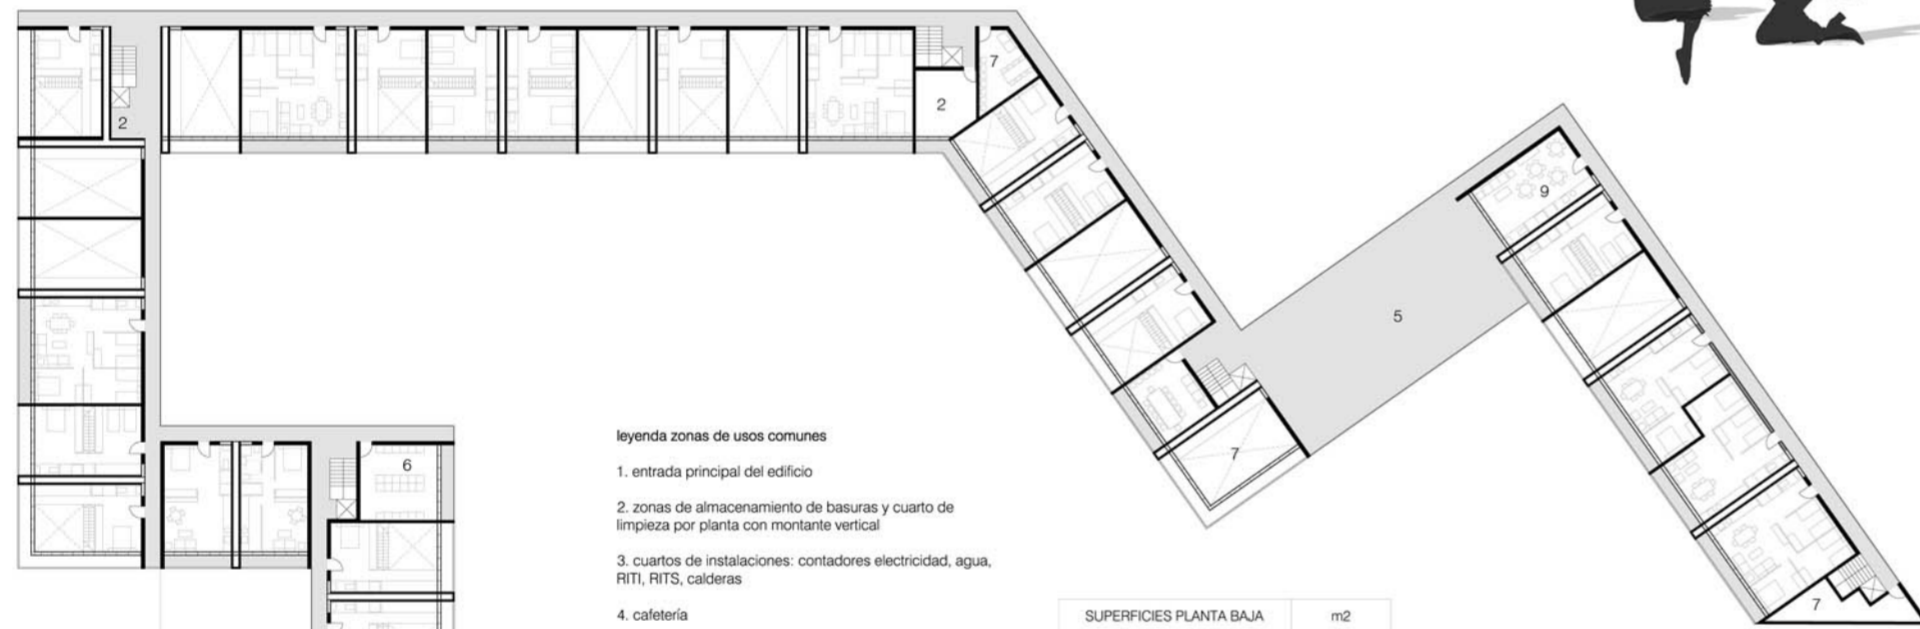 7
2
2
9
5
7
6
7
leyenda zonas de usos comunes
1. entrada principal del edificio
2. zonas de almacenamiento de basuras y cuarto de
limpieza por planta con montante vertical
3. cuartos de instalaciones: contadores electricidad, agua,
RITI, RITS, calderas
4. cafetería
SUPERFICIES PLANTA BAJA m2